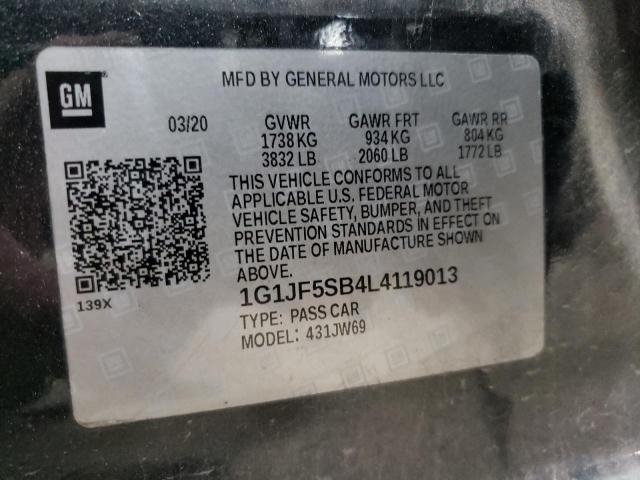 GM
MFD BY GENERAL MOTORS LLC
03/20 GVWR GAWR FRT GAWR RR
1738 KG 934 KG 804 KG
3832 LB 2060 LB 1772 LB
THIS VEHICLE CONFORMS TO ALL
APPLICABLE U.S. FEDERAL MOTOR
VEHICLE SAFETY, BUMPER, AND THEFT
PREVENTION STANDARDS IN EFFECT ON
THE DATE OF MANUFACTURE SHOWN
ABOVE.
139X
1G1JF5SB4L4119013
TYPE: PASS CAR
MODEL: 431JW69